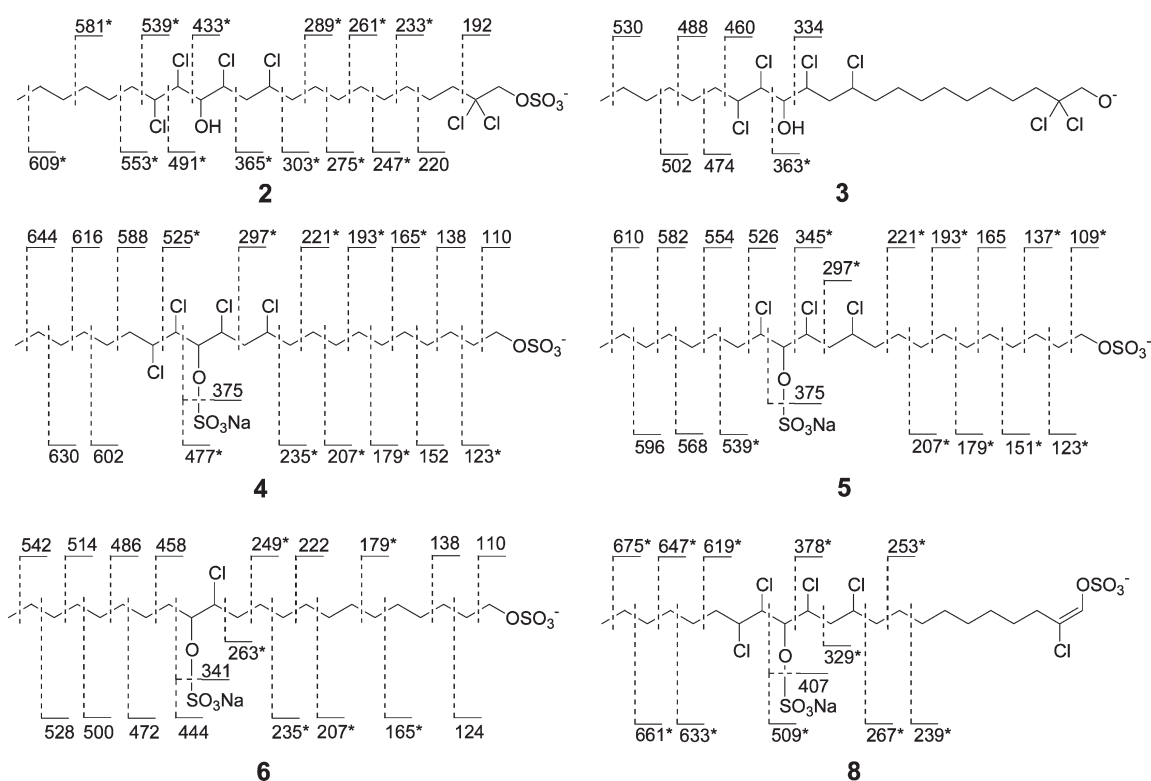 581* 539* 433* 289* 261* 233* 192
Cl Cl Cl
OSO₃⁻
Cl OH Cl Cl
609* 553* 491* 365* 303* 275* 247* 220
2
530 488 460 334
Cl Cl Cl
O⁻
Cl OH Cl Cl
502 474 363*
3
644 616 588 525* 297* 221* 193* 165* 138 110
Cl Cl Cl
OSO₃⁻
Cl O
375
SO₃Na
630 602 477* 235* 207* 179* 152 123*
4
610 582 554 526 345* 221* 193* 165 137* 109*
297*
Cl Cl Cl
OSO₃⁻
O
375
SO₃Na
596 568 539* 207* 179* 151* 123*
5
542 514 486 458 249* 222 179* 138 110
Cl
OSO₃⁻
O 263*
341
SO₃Na
528 500 472 444 235* 207* 165* 124
6
675* 647* 619* 378* 253*
Cl Cl Cl OSO₃⁻
Cl O 329* Cl
407
SO₃Na
661* 633* 509* 267* 239*
8